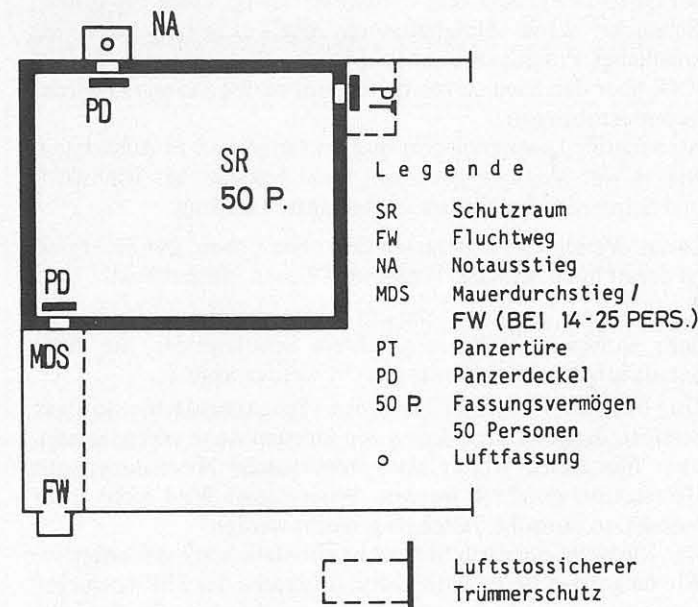 NA
PD
PT
SR
50 P.
PD
MDS
FW
Legende
SR Schutzraum
FW Fluchtweg
NA Notausstieg
MDS Mauerdurchstieg /
FW (BEI 14-25 PERS.)
PT Panzertüre
PD Panzerdeckel
50 P. Fassungsvermögen
50 Personen
o Luftfassung
Luftstossicherer
Trümmerschutz